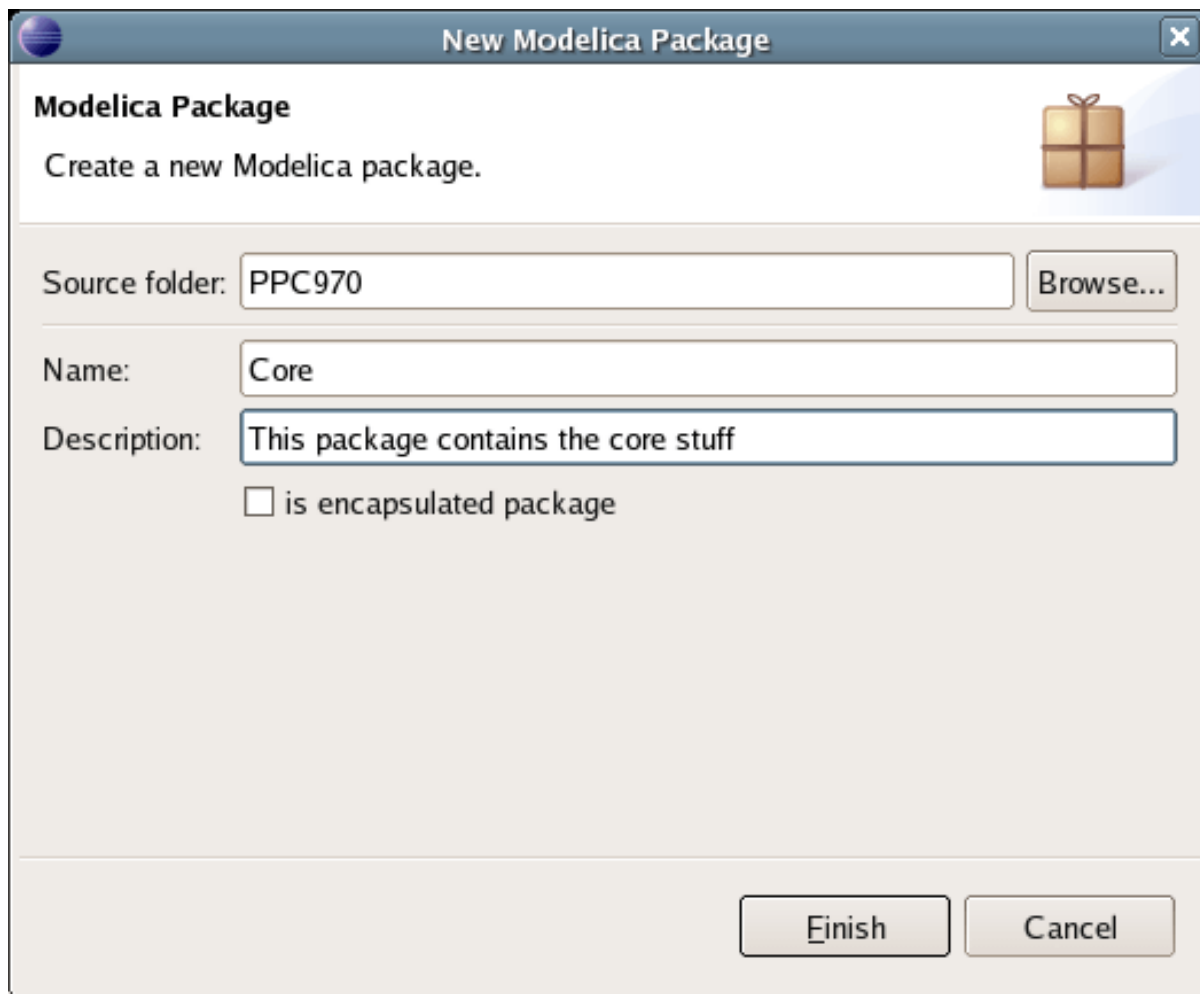 New Modelica Package
Modelica Package
Create a new Modelica package.
Source folder: PPC970 Browse...
Name: Core
Description: This package contains the core stuff
is encapsulated package
Finish Cancel